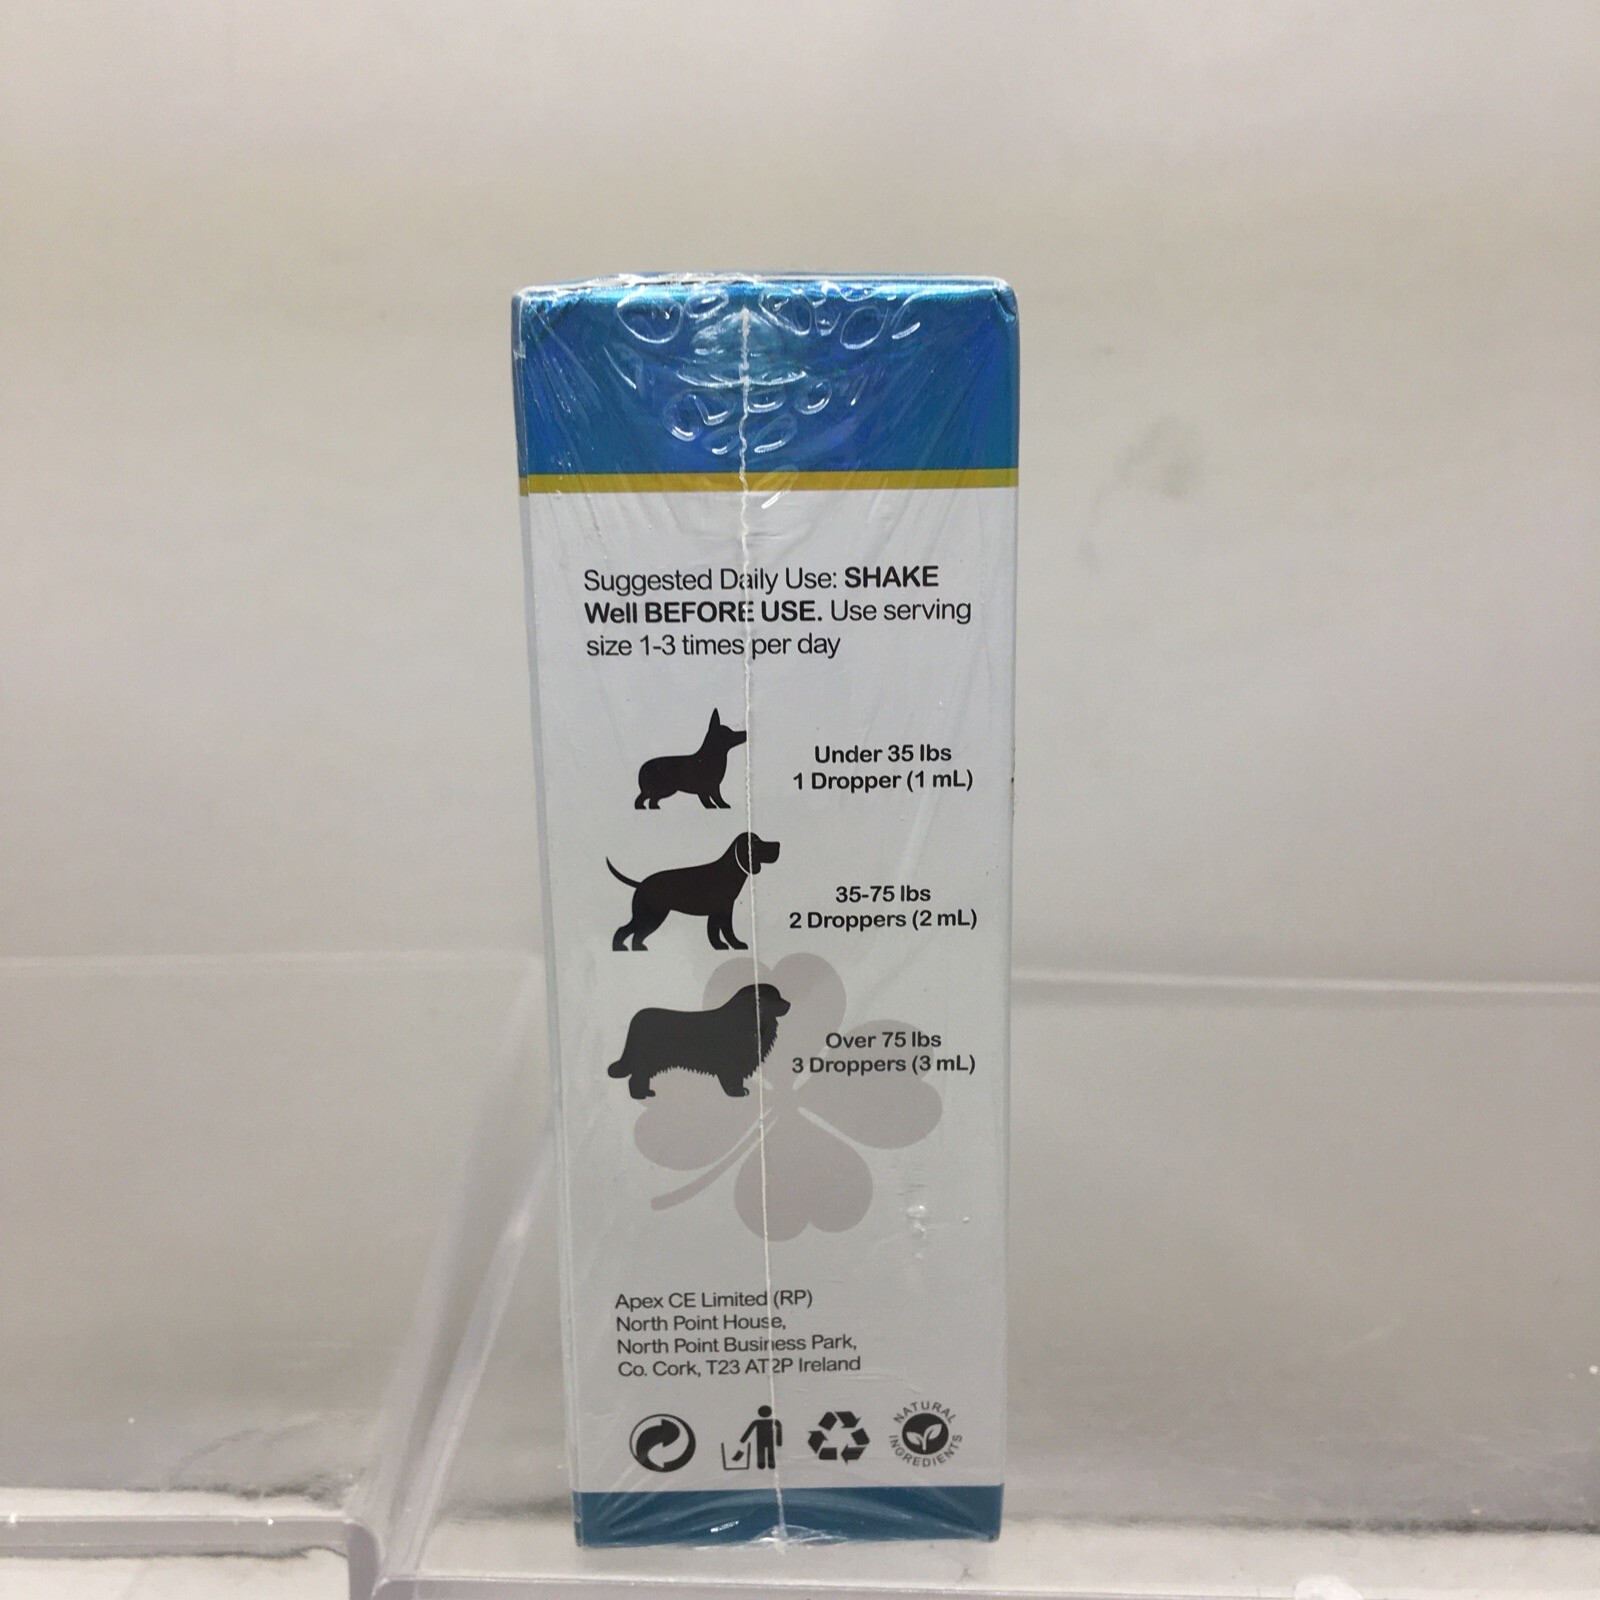 Suggested Daily Use: SHAKE
Well BEFORE USE. Use serving
size 1-3 times per day
Under 35 lbs
1 Dropper (1 mL)
35-75 lbs
2 Droppers (2 mL)
Over 75 lbs
3 Droppers (3 mL)
Apex CE Limited (RP)
North Point House,
North Point Business Park,
Co. Cork, T23 AT2P Ireland
NATURAL
INGREDIENTS